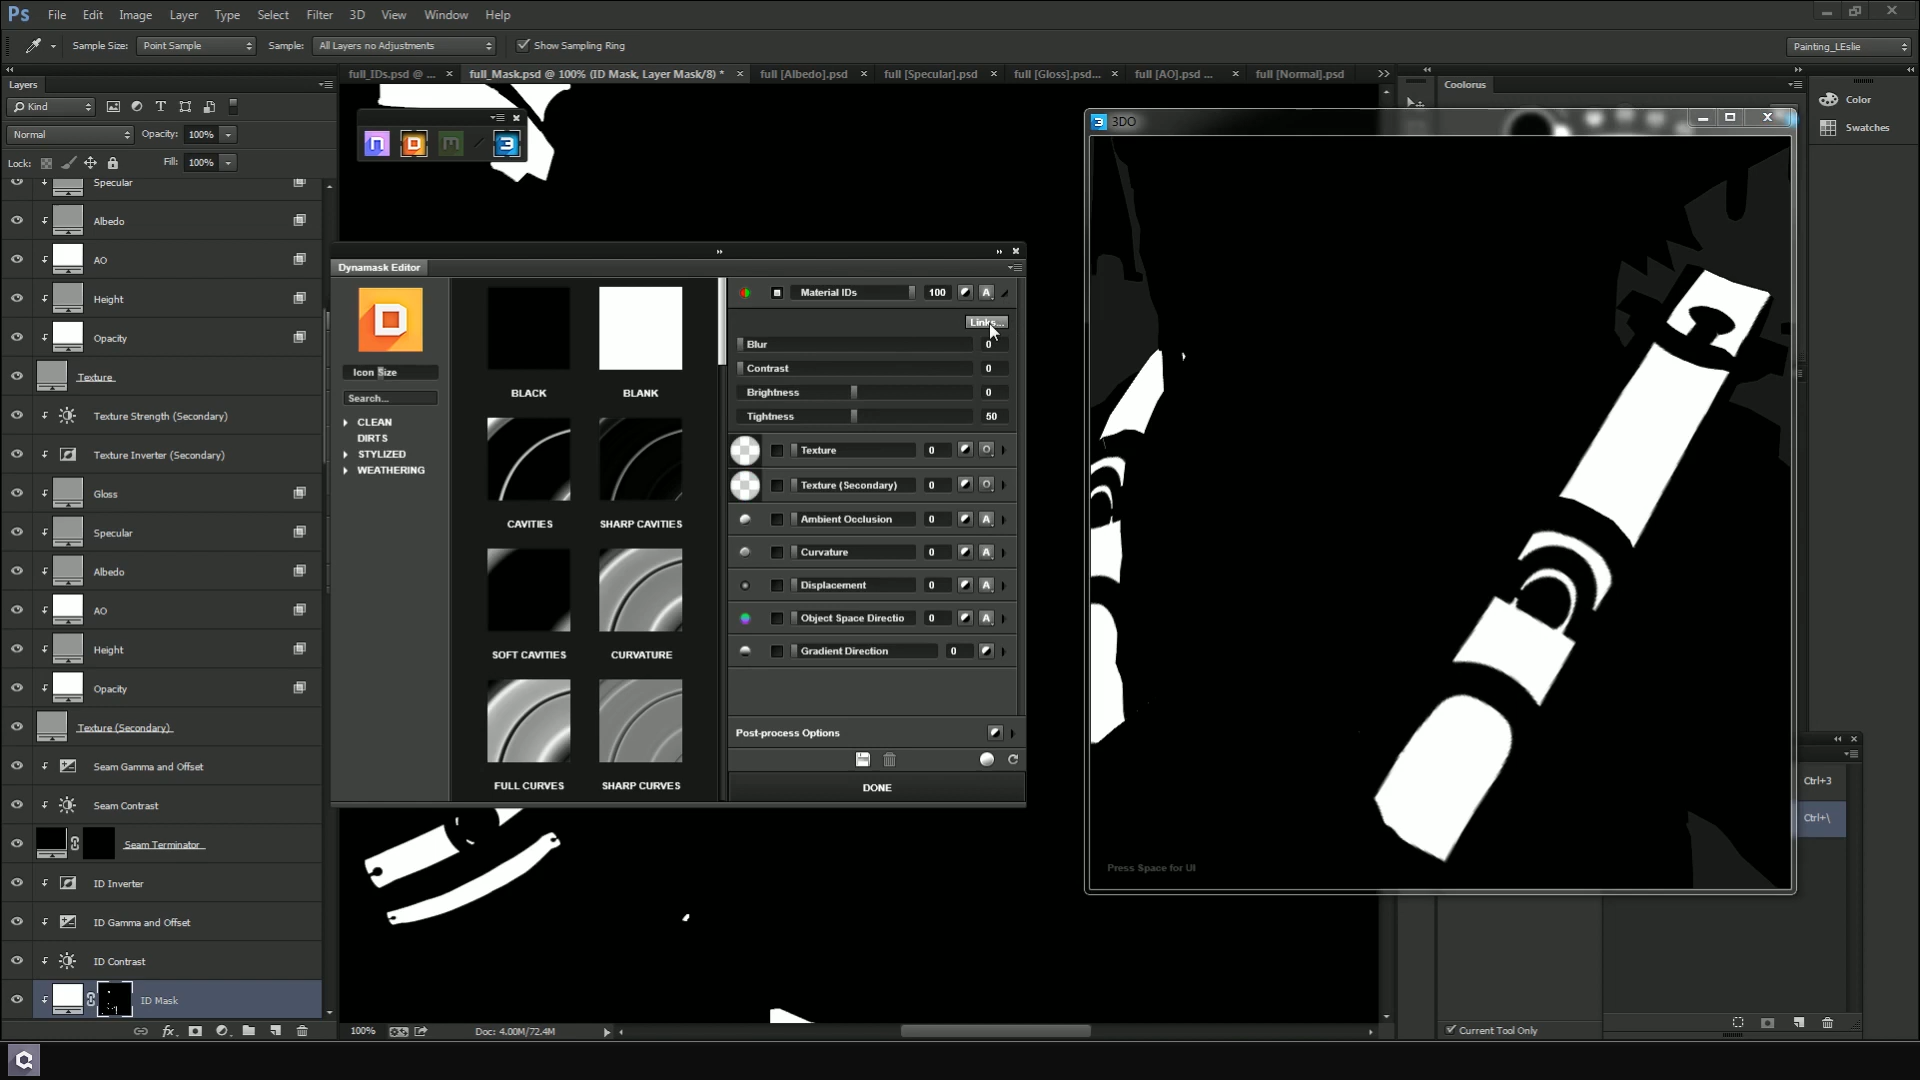 Ps File Edit Image Layer Type Select Filter 3D View Window Help
Sample Size: Point Sample Sample: All Layers no Adjustments Show Sampling Ring Painting_LEslie
Layers
full_IDs.psd @ ... × full_Mask.psd @ 100% (ID Mask, Layer Mask/8) * × full [Albedo].psd × full [Specular].psd × full [Gloss].psd... × full [AO].psd ... × full [Normal].psd
Coolorus
Color
Swatches
Kind
Normal Opacity: 100%
Lock: Fill: 100%
Specular
Albedo
AO
Height
Opacity
Texture
Texture Strength (Secondary)
Texture Inverter (Secondary)
Gloss
Specular
Albedo
AO
Height
Opacity
Texture (Secondary)
Seam Gamma and Offset
Seam Contrast
Seam Terminator
ID Inverter
ID Gamma and Offset
ID Contrast
ID Mask
Dynamask Editor
Icon Size
Search...
CLEAN
DIRTS
STYLIZED
WEATHERING
BLACK BLANK
CAVITIES SHARP CAVITIES
SOFT CAVITIES CURVATURE
FULL CURVES SHARP CURVES
Material IDs 100 A
Links...
Blur 0
Contrast 0
Brightness 0
Tightness 50
Texture 0
Texture (Secondary) 0
Ambient Occlusion 0 A
Curvature 0 A
Displacement 0 A
Object Space Directio 0 A
Gradient Direction 0
Post-process Options
DONE
3DO
Press Space for UI
Ctrl+3
Ctrl+\
Current Tool Only
100% Doc: 4.00M/72.4M